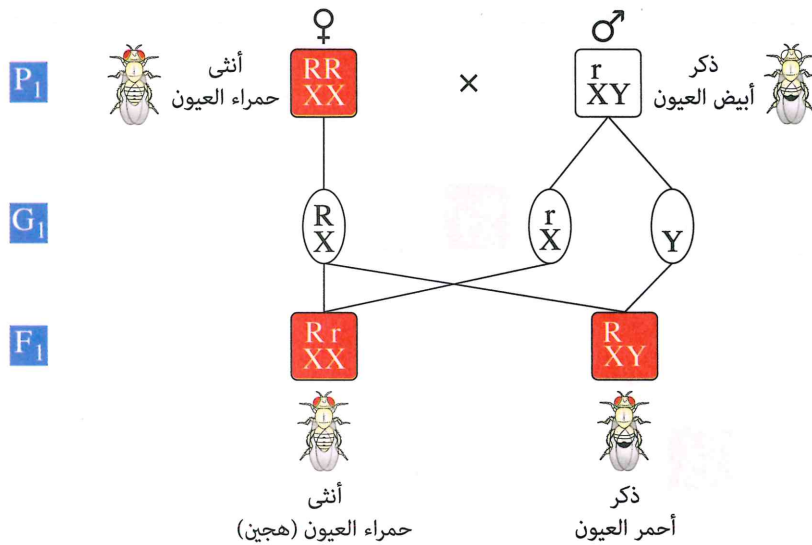 ♀ ♂
P1
أنثى
حمراء العيون
RR
XX
×
r
XY
ذكر
أبيض العيون
G1
R
X
r
X
Y
F1
R r
XX
R
XY
أنثى
حمراء العيون (هجين)
ذكر
أحمر العيون